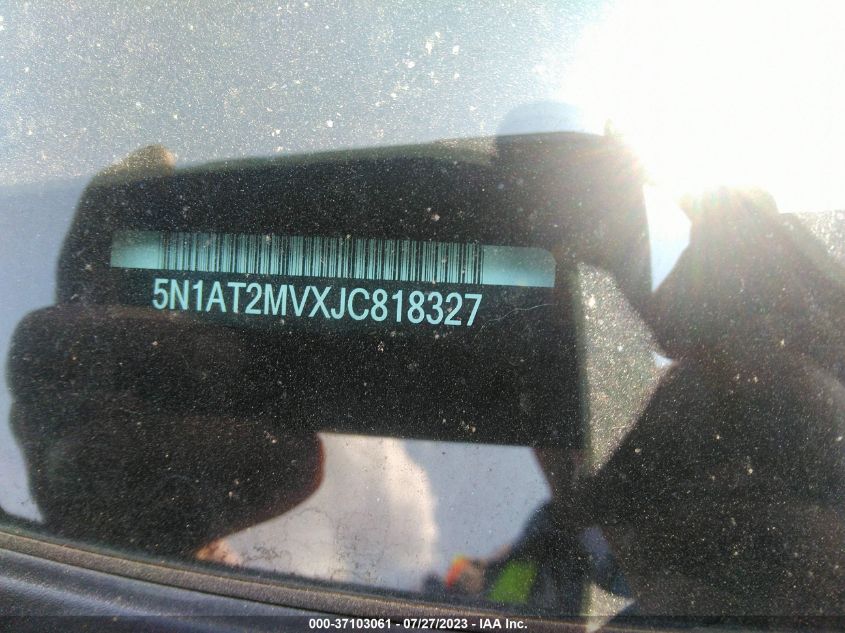 5N1AT2MVXJC818327
000-37103061 - 07/27/2023 - IAA Inc.